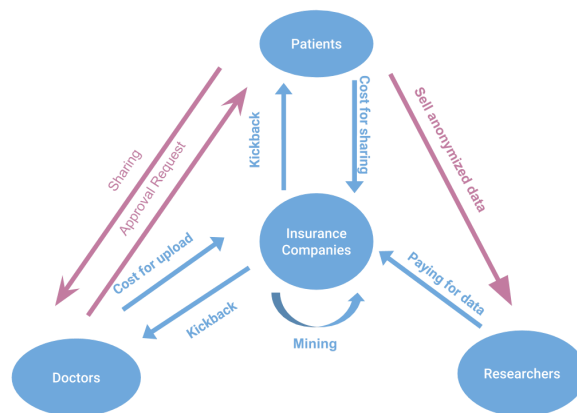 Patients
Sharing
Approval Request
Kickback
Cost for sharing
Sell anonymized data
Insurance
Companies
Cost for upload
Kickback
Paying for data
Mining
Doctors
Researchers